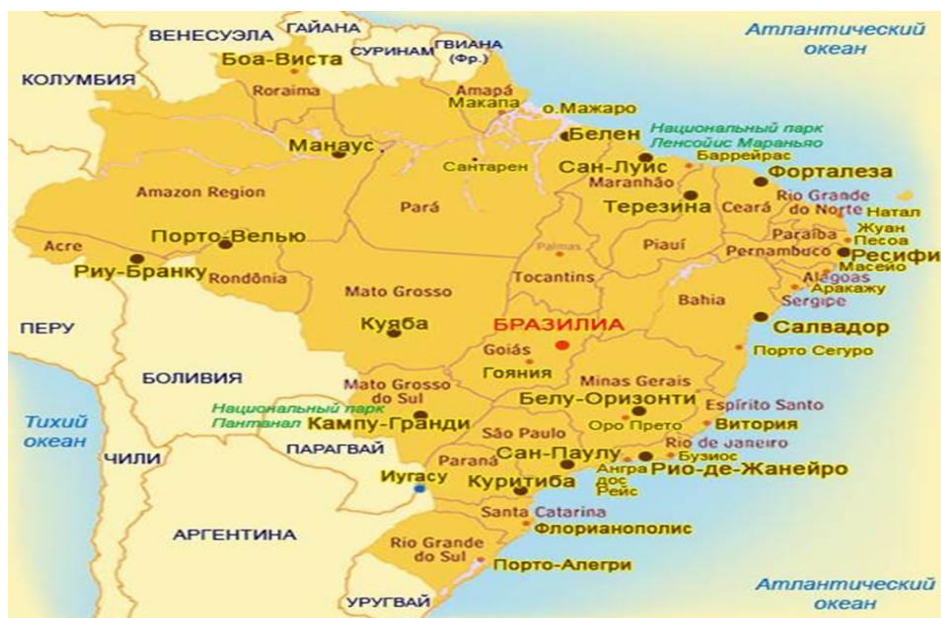 Атлантический
океан
ВЕНЕСУЭЛА
ГАЙАНА
СУРИНАМ
ГВИАНА
(Фр.)
КОЛУМБИЯ
Боа-Виста
Roraima
Amapá
Макапа
о.Мажаро
Белен
Национальный парк
Ленсойис Мараньяо
Манаус
Сантарен
Сан-Луис
Баррейрас
Форталеза
Maranhão
Amazon Region
Pará
Терезина
Ceará
Rio Grande
do Norte
Натал
Жуан
Песоа
Paraíba
Acre
Порто-Велью
Palmas
Piauí
Pernambuco
Ресифи
Риу-Бранку
Rondônia
Tocantins
Масейо
Alagoas
Аракажу
Sergipe
Mato Grosso
Bahia
ПЕРУ
Куяба
БРАЗИЛИА
Салвадор
Goiás
Гояния
Порто Сегуро
БОЛИВИЯ
Mato Grosso
do Sul
Minas Gerais
Белу-Оризонти
Espírito Santo
Национальный парк
Пантанал
Кампу-Гранди
Оро Прето
Витория
Тихий
океан
ЧИЛИ
ПАРАГВАЙ
São Paulo
Сан-Паулу
Rio de Janeiro
Бузиос
Рио-де-Жанейро
Ангра
дос
Рейс
Paraná
Иугасу
Куритиба
Santa Catarina
Флорианополис
АРГЕНТИНА
Rio Grande
do Sul
Порто-Алегри
УРУГВАЙ
Атлантический
океан